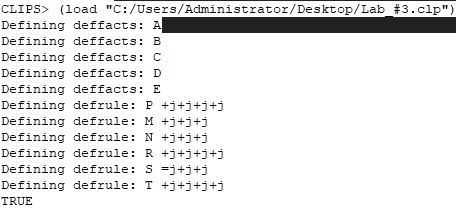 CLIPS> (load "C:/Users/Administrator/Desktop/Lab_#3.clp")
Defining deffacts: A
Defining deffacts: B
Defining deffacts: C
Defining deffacts: D
Defining deffacts: E
Defining defrule: P +j+j+j+j
Defining defrule: M +j+j+j
Defining defrule: N +j+j+j
Defining defrule: R +j+j+j+j
Defining defrule: S =j+j+j
Defining defrule: T +j+j+j+j
TRUE